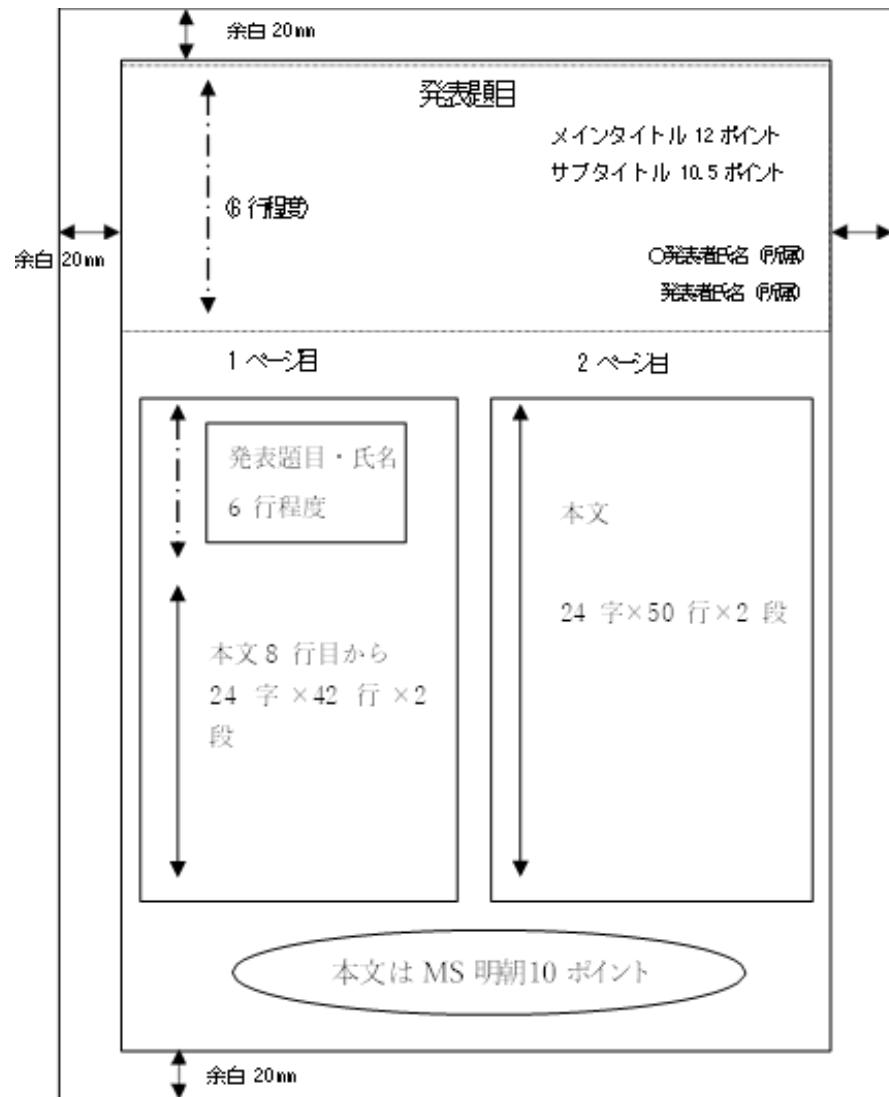 余白 20mm
発表題目
メインタイトル 12 ポイント
サブタイトル 10.5 ポイント
(6 行程度)
余白 20mm
○発表者氏名 (所属)
発表者氏名 (所属)
1 ページ目
2 ページ目
発表題目・氏名
6 行程度
本文8 行目から
24 字 ×42 行 ×2
段
本文
24 字×50 行×2 段
本文は MS 明朝10 ポイント
余白 20mm